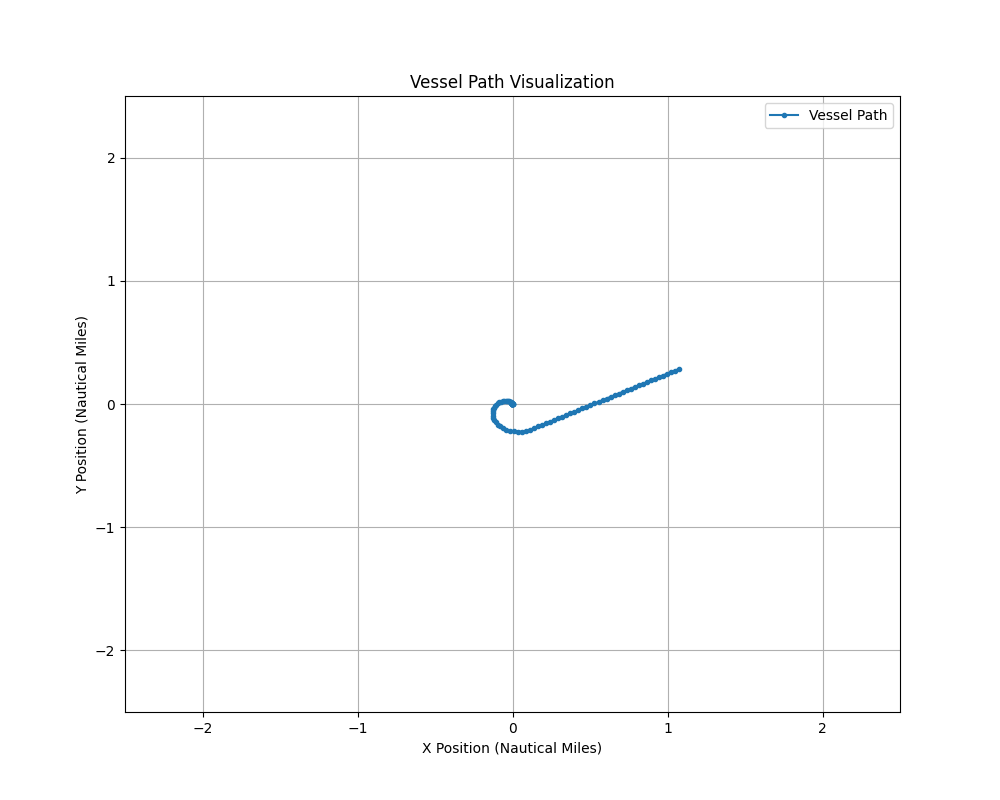 Vessel Path Visualization
Vessel Path
2
1
0
−1
−2
Y Position (Nautical Miles)
−2
−1
0
1
2
X Position (Nautical Miles)